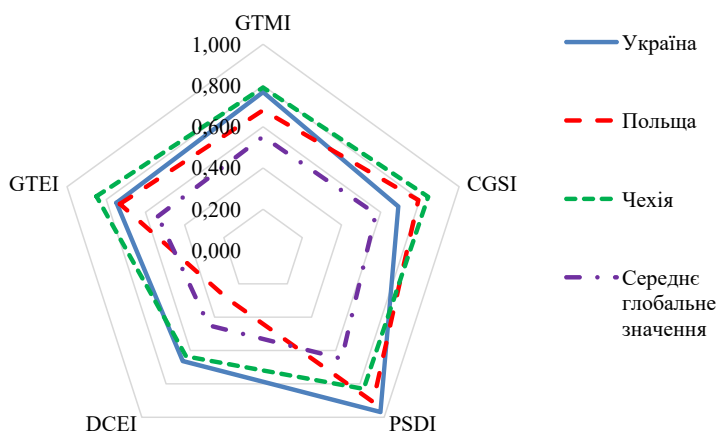 GTMI
1,000
0,800
0,600
0,400
0,200
0,000
CGSI
PSDI
DCEI
GTEI
Україна
Польща
Чехія
Середнє
глобальне
значення